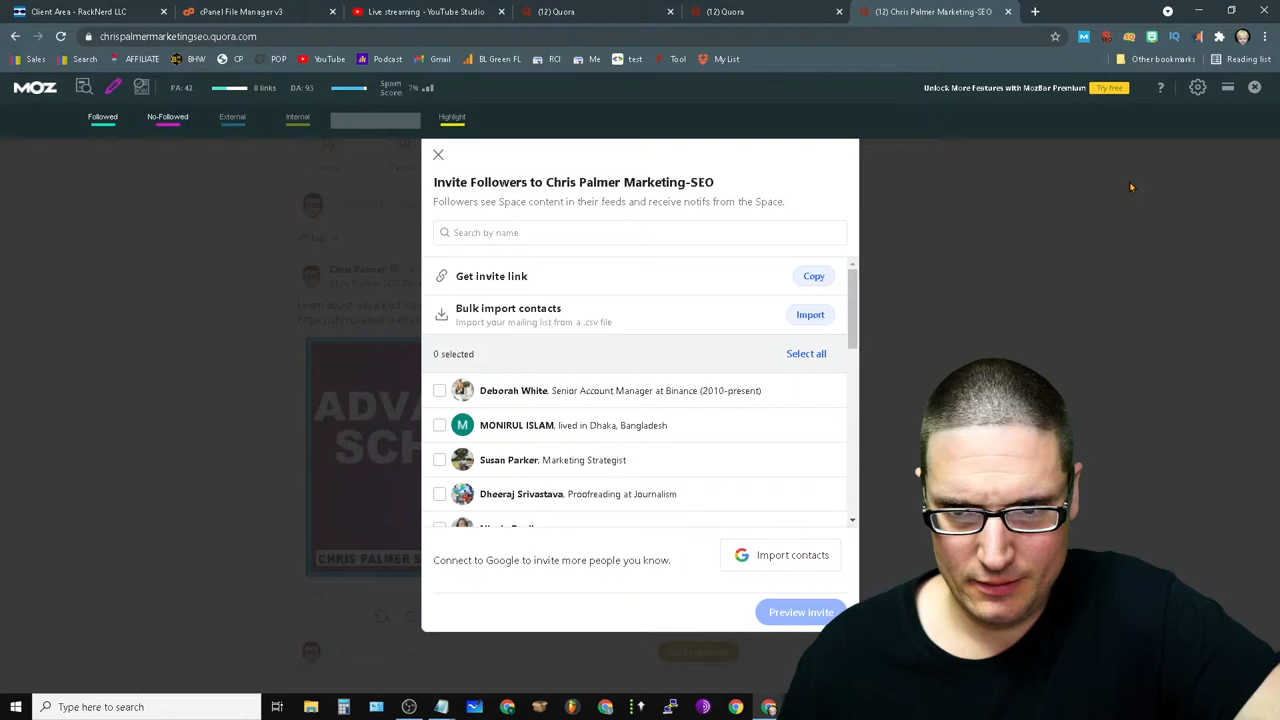 Client Area - RackNerd LLC
cPanel File Manager v3
Live streaming - YouTube Studio
(12) Quora
(12) Quora
(12) Chris Palmer Marketing-SEO
chrispalmermarketingseo.quora.com
Sales
Search
AFFILIATE
BHW
CP
POP
YouTube
Podcast
Gmail
BL Green FL
RCI
Me
test
Tool
My List
Other bookmarks
Reading list
MOZ
PA: 42
0 links
DA: 93
Spam Score: 7%
Unlock More Features with MozBar Premium
Try free
Followed
No-Followed
External
Internal
Highlight
Invite Followers to Chris Palmer Marketing-SEO
Followers see Space content in their feeds and receive notifs from the Space.
Search by name
Get invite link
Copy
Bulk import contacts
Import your mailing list from a .csv file
Import
0 selected
Select all
Deborah White, Senior Account Manager at Binance (2010-present)
M
MONIRUL ISLAM, lived in Dhaka, Bangladesh
Susan Parker, Marketing Strategist
Dheeraj Srivastava, Proofreading at Journalism
Connect to Google to invite more people you know.
Import contacts
Preview invite
Top
Chris Palmer
ADVA
SCH
CHRIS PALMER S
Type here to search